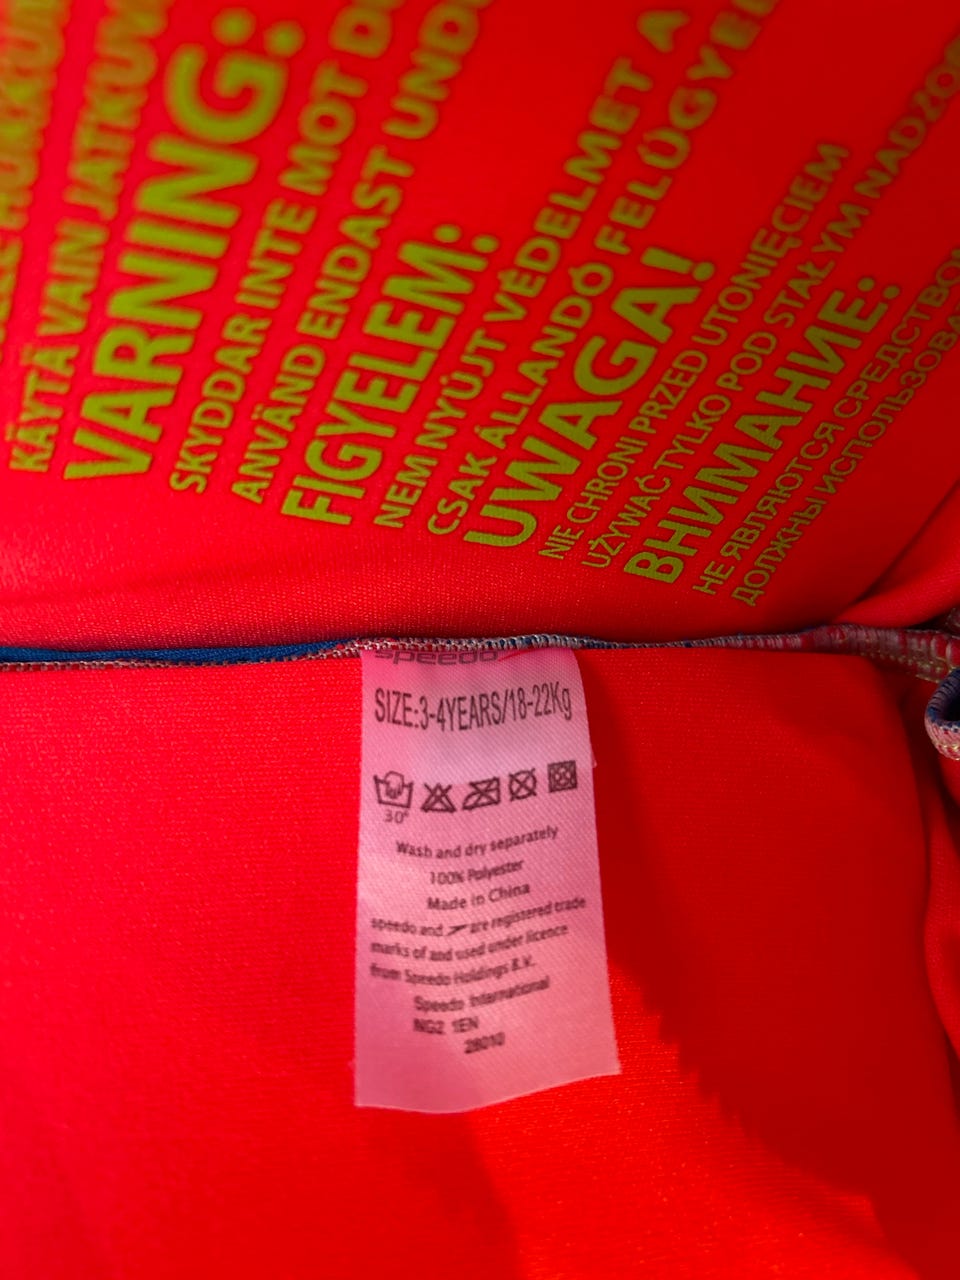 KÄYTÄ VAIN JATKUV
VARNING:
SKYDDAR INTE MOT D
ANVÄND ENDAST UNDE
FIGYELEM:
NEM NYÚJT VÉDELMET A
CSAK ÁLLANDÓ FELÜGYE
UWAGA!
NIE CHRONI PRZED UTONIĘCIEM
UŻYWAĆ TYLKO POD STAŁYM NADZOR
ВНИМАНИЕ:
НЕ ЯВЛЯЮТСЯ СРЕДСТВО
ДОЛЖНЫ ИСПОЛЬЗОВА
speedo
SIZE:3-4YEARS/18-22Kg
30°
Wash and dry separately
100% Polyester
Made in China
speedo and are registered trade
marks of and used under licence
from Speedo Holdings B.V.
Speedo International
NG2 1EN
28010